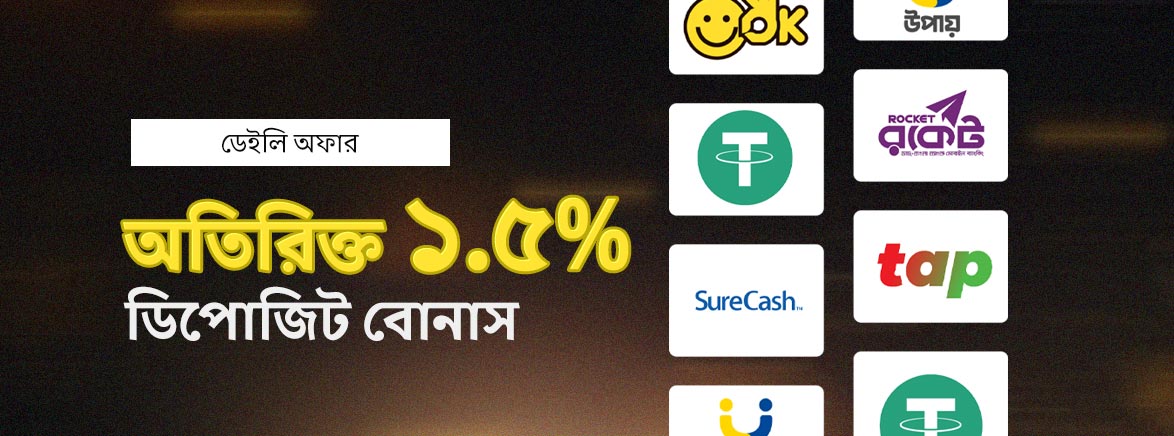 ডেইলি অফার
অতিরিক্ত ১.৫%
ডিপোজিট বোনাস
OK
উপায়
ROCKET
রকেট
SureCash
tap